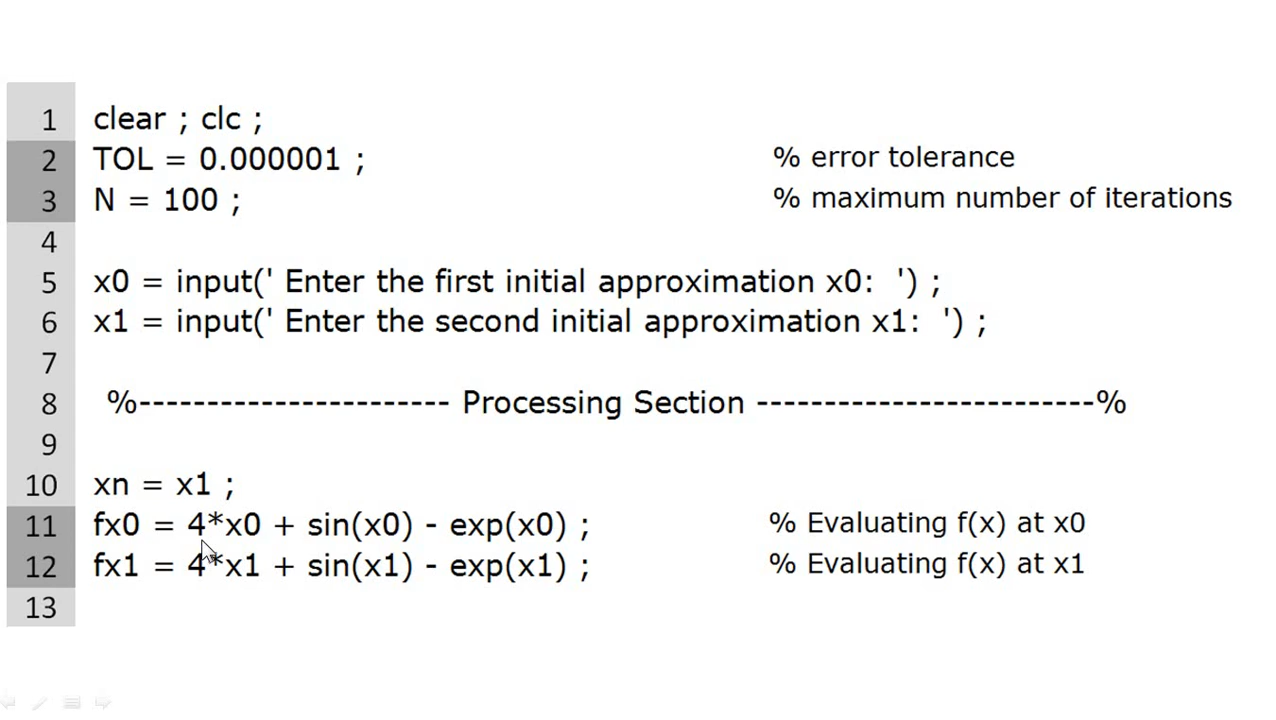 1 clear ; clc ;
2 TOL = 0.000001 ; % error tolerance
3 N = 100 ; % maximum number of iterations
4
5 x0 = input(' Enter the first initial approximation x0:  ') ;
6 x1 = input(' Enter the second initial approximation x1:  ') ;
7
8 %----------------------- Processing Section -------------------------%
9
10 xn = x1 ;
11 fx0 = 4*x0 + sin(x0) - exp(x0) ; % Evaluating f(x) at x0
12 fx1 = 4*x1 + sin(x1) - exp(x1) ; % Evaluating f(x) at x1
13